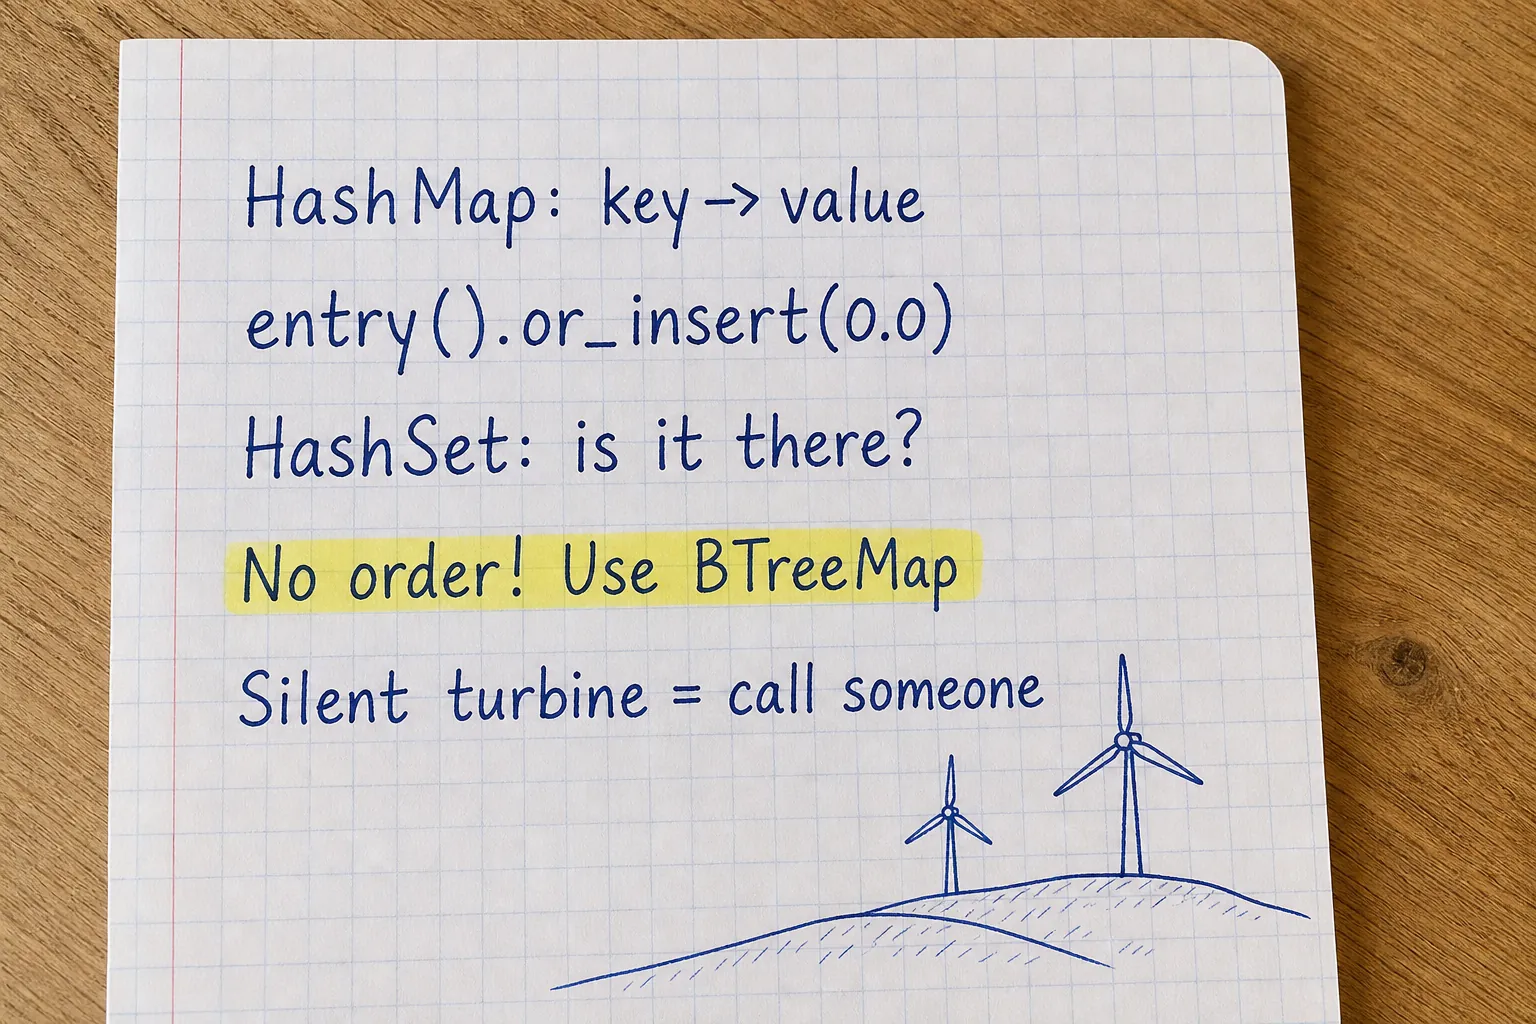 HashMap: key -> value
entry().or_insert(0.0)
HashSet: is it there?
No order! Use BTreeMap
Silent turbine = call someone